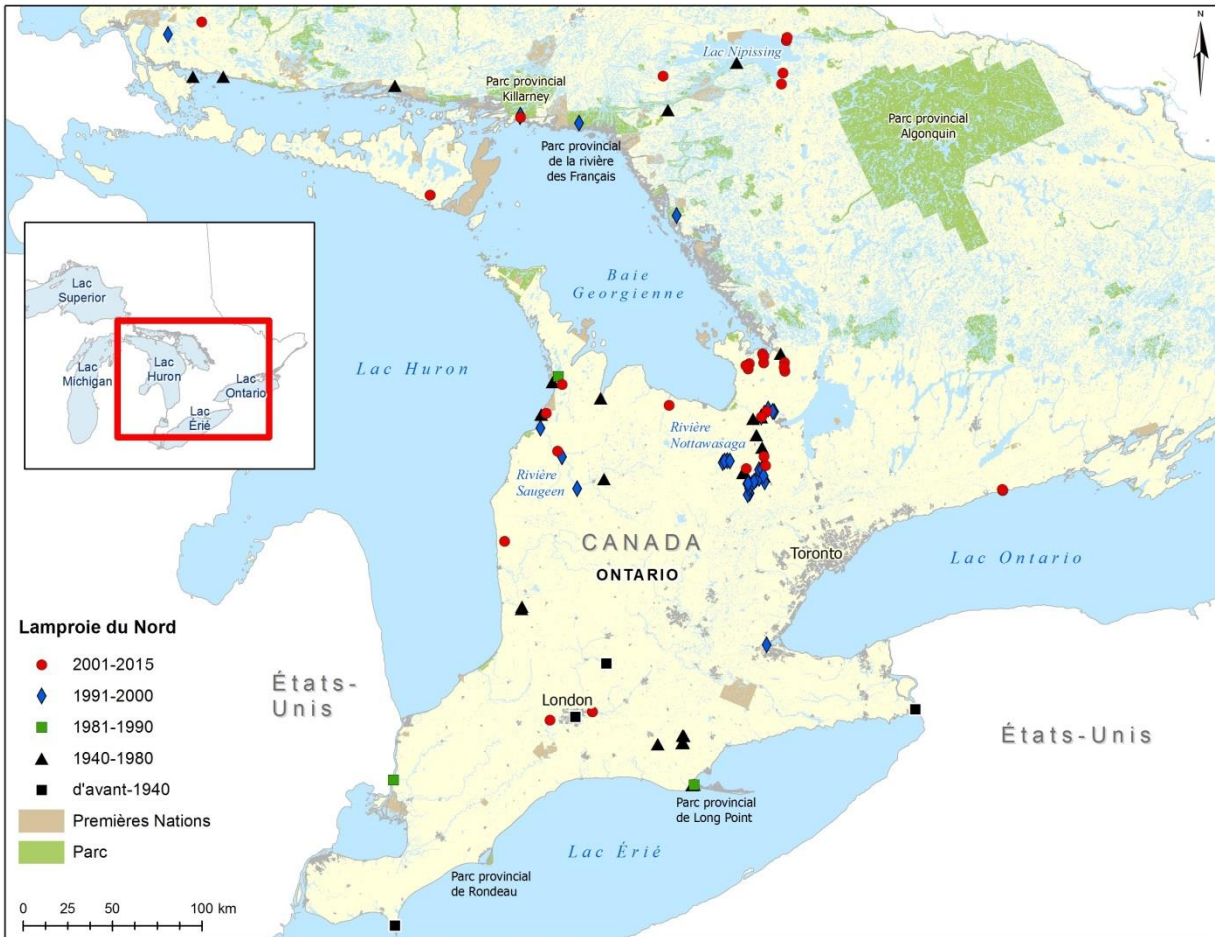 N
Lac Nipissing
Parc provincial
Killarney
Parc provincial
Algonquin
Parc provincial
de la rivière
des Français
Lac
Superior
Lac
Michigan
Lac
Huron
Lac
Ontario
Lac
Érié
Baie
Georgienne
Lac Huron
Rivière
Nottawasaga
Rivière
Saugeen
CANADA
ONTARIO
Toronto
Lac Ontario
Lamproie du Nord
2001-2015
1991-2000
1981-1990
1940-1980
d'avant-1940
Premières Nations
Parc
0 25 50 100 km
États-
Unis
London
États-Unis
Parc provincial
de Long Point
Lac Érié
Parc provincial
de Rondeau